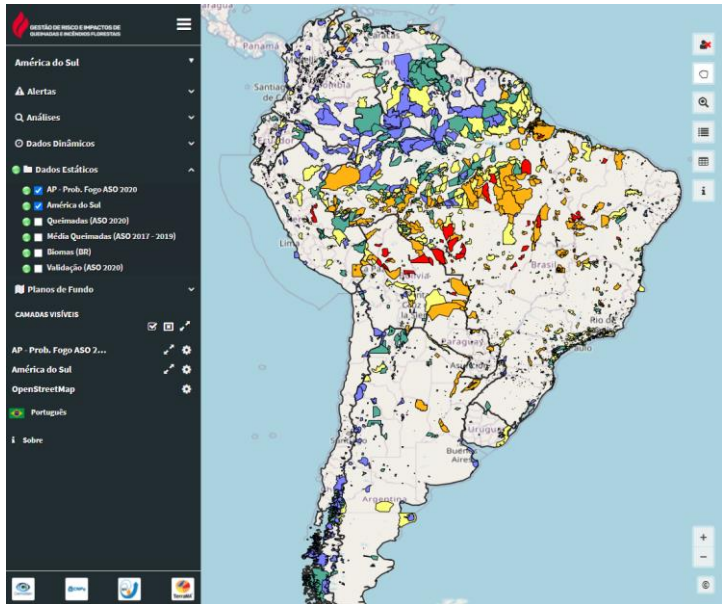 GESTÃO DE RISCO E IMPACTOS DE
QUEIMADAS E INCÊNDIOS FLORESTAIS
América do Sul
Alertas
Análises
Dados Dinâmicos
Dados Estáticos
AP - Prob. Fogo ASO 2020
América do Sul
Queimadas (ASO 2020)
Média Queimadas (ASO 2017 - 2019)
Biomas (BR)
Validação (ASO 2020)
Planos de Fundo
CAMADAS VISÍVEIS
AP - Prob. Fogo ASO 2...
América do Sul
OpenStreetMap
Português
i Sobre
Panamá
Caracas
Ecuador
Lima
Brasil
Paraguay
Rio de
Uruguay
Buenos
Aires
Argentina
i
+
−
©
TerraMA